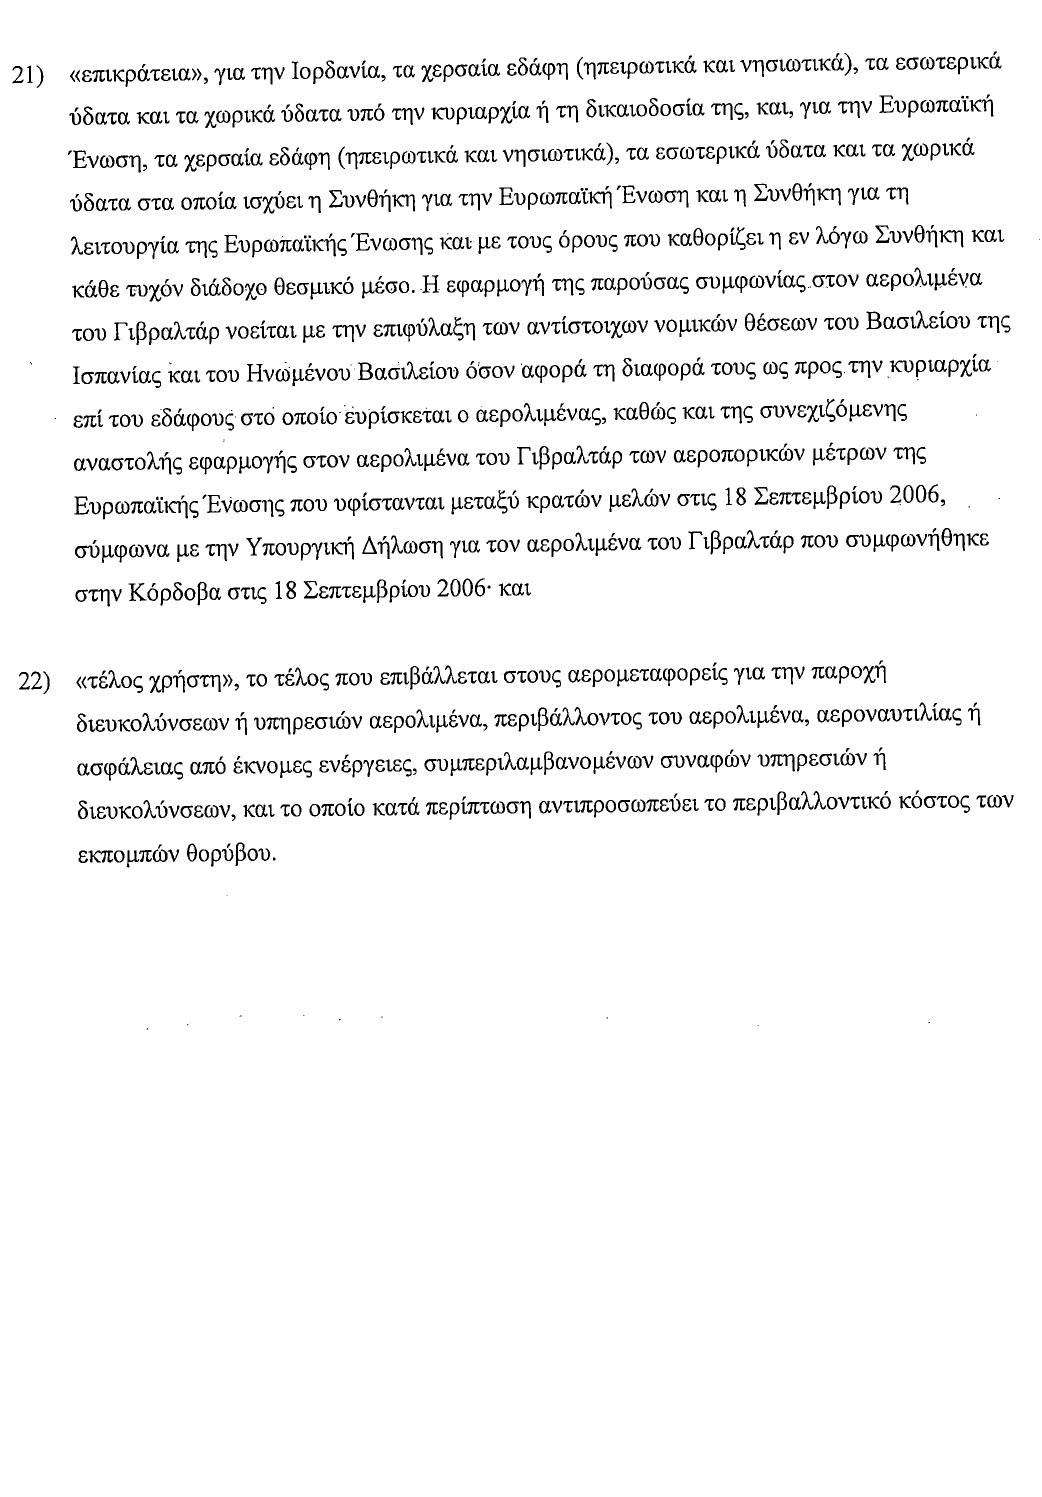 21) «επικράτεια», για την Ιορδανία, τα χερσαία εδάφη (ηπειρωτικά και νησιωτικά), τα εσωτερικά
ύδατα και τα χωρικά ύδατα υπό την κυριαρχία ή τη δικαιοδοσία της, και, για την Ευρωπαϊκή
Ένωση, τα χερσαία εδάφη (ηπειρωτικά και νησιωτικά), τα εσωτερικά ύδατα και τα χωρικά
ύδατα στα οποία ισχύει η Συνθήκη για την Ευρωπαϊκή Ένωση και η Συνθήκη για τη
λειτουργία της Ευρωπαϊκής Ένωσης και με τους όρους που καθορίζει η εν λόγω Συνθήκη και
κάθε τυχόν διάδοχο θεσμικό μέσο. Η εφαρμογή της παρούσας συμφωνίας στον αερολιμένα
του Γιβραλτάρ νοείται με την επιφύλαξη των αντίστοιχων νομικών θέσεων του Βασιλείου της
Ισπανίας και του Ηνωμένου Βασιλείου όσον αφορά τη διαφορά τους ως προς την κυριαρχία
επί του εδάφους στο οποίο ευρίσκεται ο αερολιμένας, καθώς και της συνεχιζόμενης
αναστολής εφαρμογής στον αερολιμένα του Γιβραλτάρ των αεροπορικών μέτρων της
Ευρωπαϊκής Ένωσης που υφίστανται μεταξύ κρατών μελών στις 18 Σεπτεμβρίου 2006,
σύμφωνα με την Υπουργική Δήλωση για τον αερολιμένα του Γιβραλτάρ που συμφωνήθηκε
στην Κόρδοβα στις 18 Σεπτεμβρίου 2006· και
22) «τέλος χρήστη», το τέλος που επιβάλλεται στους αερομεταφορείς για την παροχή
διευκολύνσεων ή υπηρεσιών αερολιμένα, περιβάλλοντος του αερολιμένα, αεροναυτιλίας ή
ασφάλειας από έκνομες ενέργειες, συμπεριλαμβανομένων συναφών υπηρεσιών ή
διευκολύνσεων, και το οποίο κατά περίπτωση αντιπροσωπεύει το περιβαλλοντικό κόστος των
εκπομπών θορύβου.